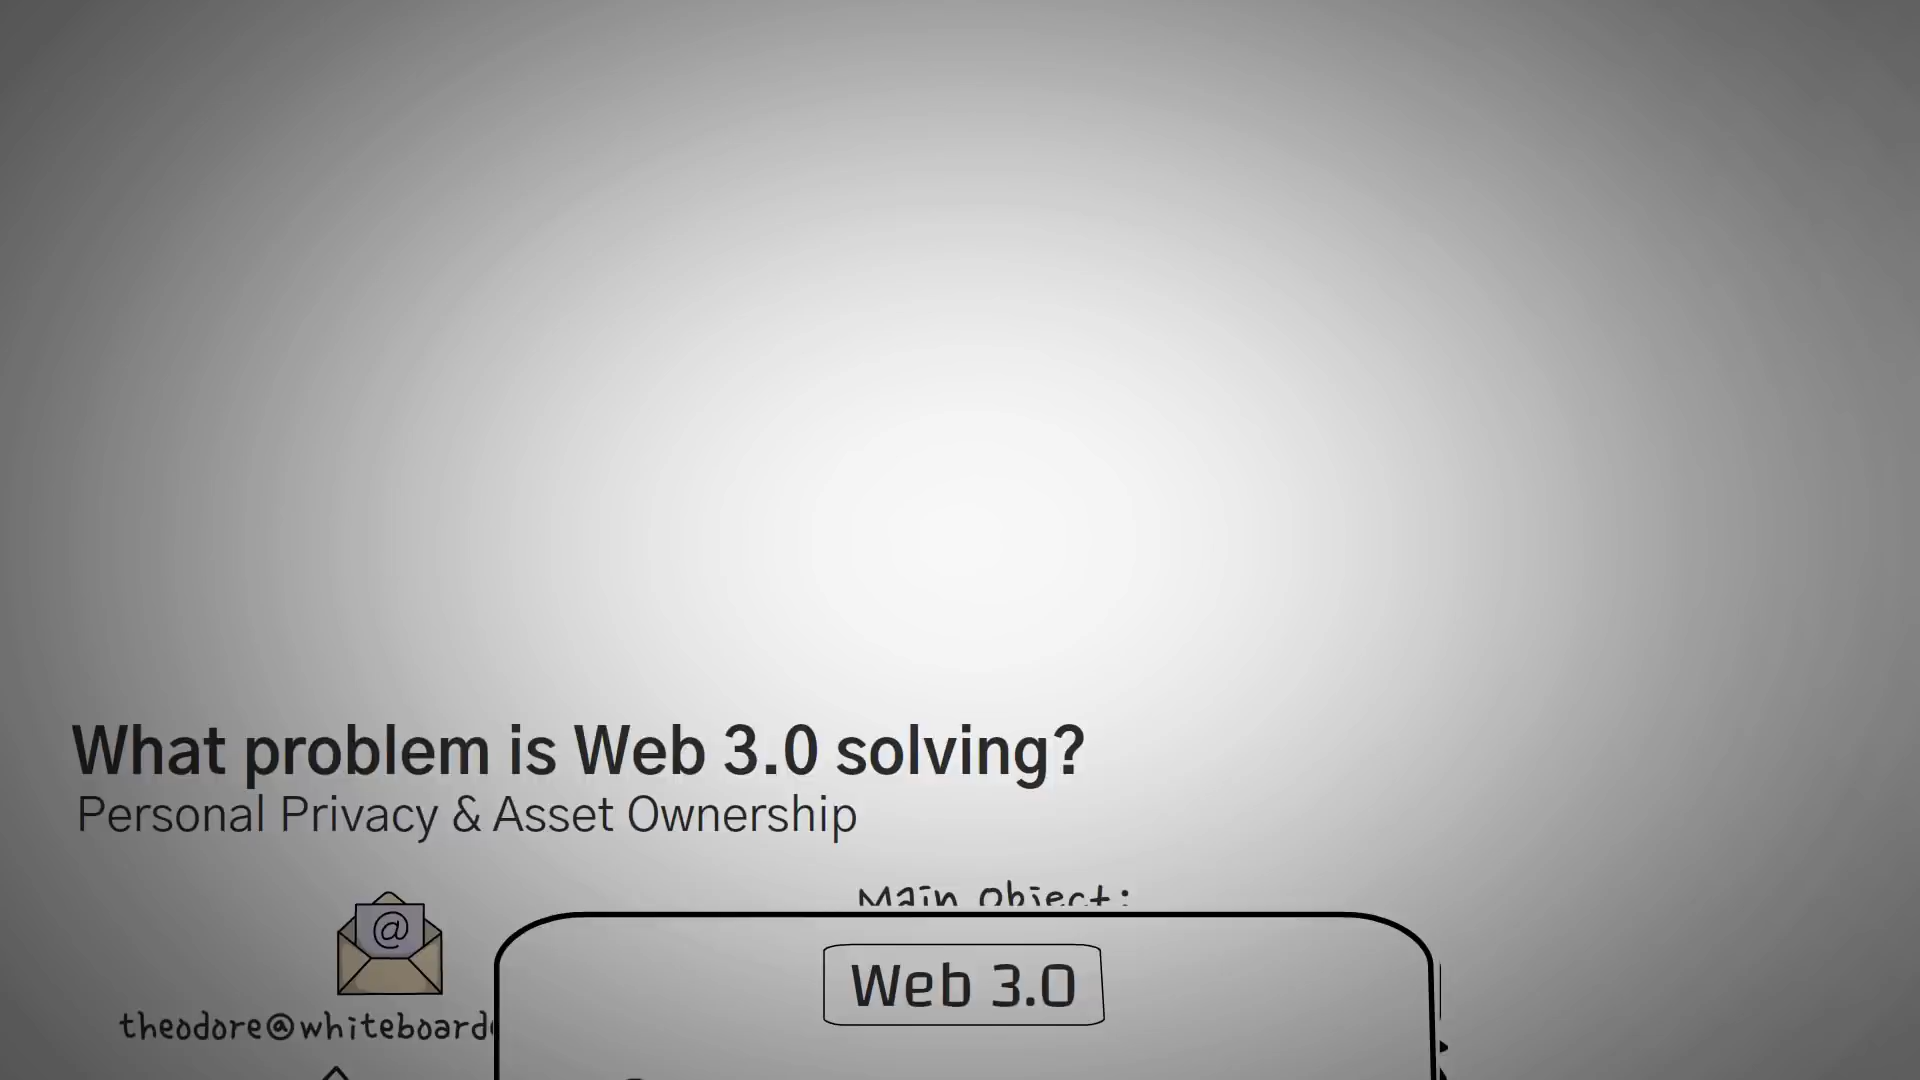 What problem is Web 3.0 solving?
Personal Privacy & Asset Ownership
Main Object:
@
Web 3.0
theodore@whiteboard